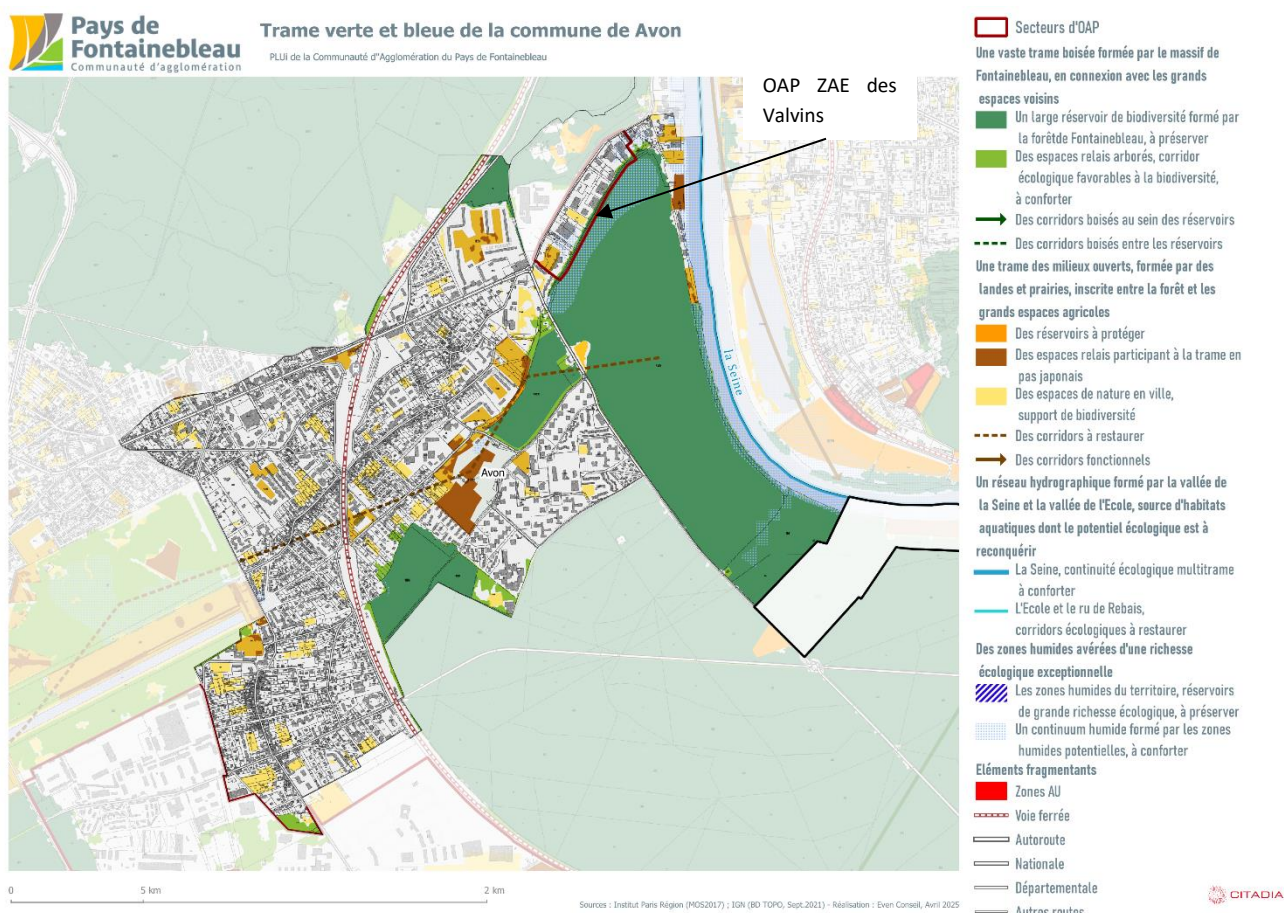 Pays de
Fontainebleau
Communauté d'agglomération
Trame verte et bleue de la commune de Avon
PLUi de la Communauté d"Agglomération du Pays de Fontainebleau
OAP ZAE des
Valvins
la Seine
Avon
Secteurs d'OAP
Une vaste trame boisée formée par le massif de
Fontainebleau, en connexion avec les grands
espaces voisins
Un large réservoir de biodiversité formé par
la forêtde Fontainebleau, à préserver
Des espaces relais arborés, corridor
écologique favorables à la biodiversité,
à conforter
Des corridors boisés au sein des réservoirs
Des corridors boisés entre les réservoirs
Une trame des milieux ouverts, formée par des
landes et prairies, inscrite entre la forêt et les
grands espaces agricoles
Des réservoirs à protéger
Des espaces relais participant à la trame en
pas japonais
Des espaces de nature en ville,
support de biodiversité
Des corridors à restaurer
Des corridors fonctionnels
Un réseau hydrographique formé par la vallée de
la Seine et la vallée de l'Ecole, source d'habitats
aquatiques dont le potentiel écologique est à
reconquérir
La Seine, continuité écologique multitrame
à conforter
L'Ecole et le ru de Rebais,
corridors écologiques à restaurer
Des zones humides avérées d'une richesse
écologique exceptionnelle
Les zones humides du territoire, réservoirs
de grande richesse écologique, à préserver
Un continuum humide formé par les zones
humides potentielles, à conforter
Eléments fragmentants
Zones AU
Voie ferrée
Autoroute
Nationale
Départementale
Autres routes
0 5 km 2 km
Sources : Institut Paris Région (MOS2017) ; IGN (BD TOPO, Sept.2021) - Réalisation : Even Conseil, Avril 2025
CITADIA